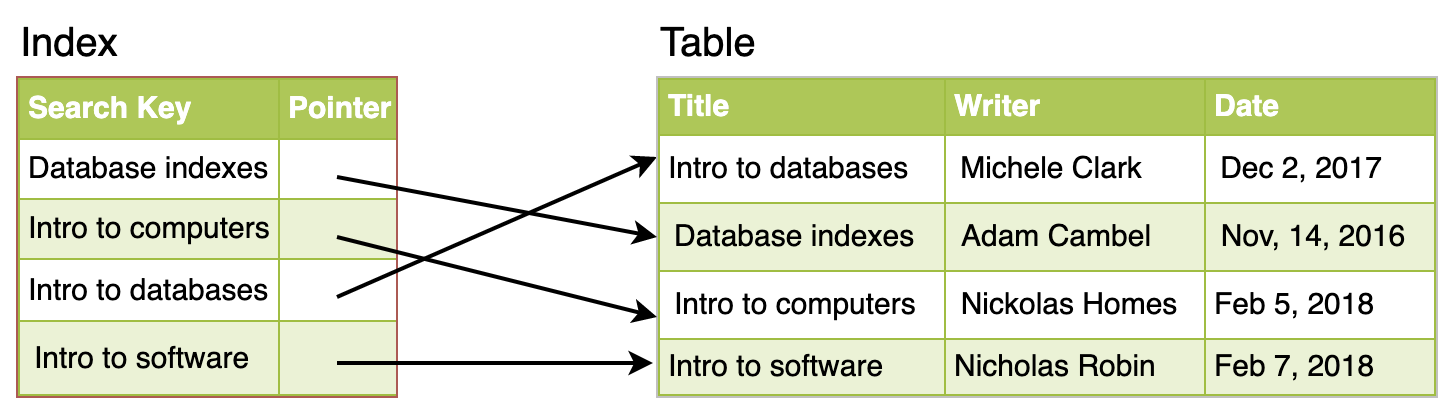 Index
Search Key Pointer
Database indexes
Intro to computers
Intro to databases
Intro to software
Table
Title Writer Date
Intro to databases Michele Clark Dec 2, 2017
Database indexes Adam Cambel Nov, 14, 2016
Intro to computers Nickolas Homes Feb 5, 2018
Intro to software Nicholas Robin Feb 7, 2018